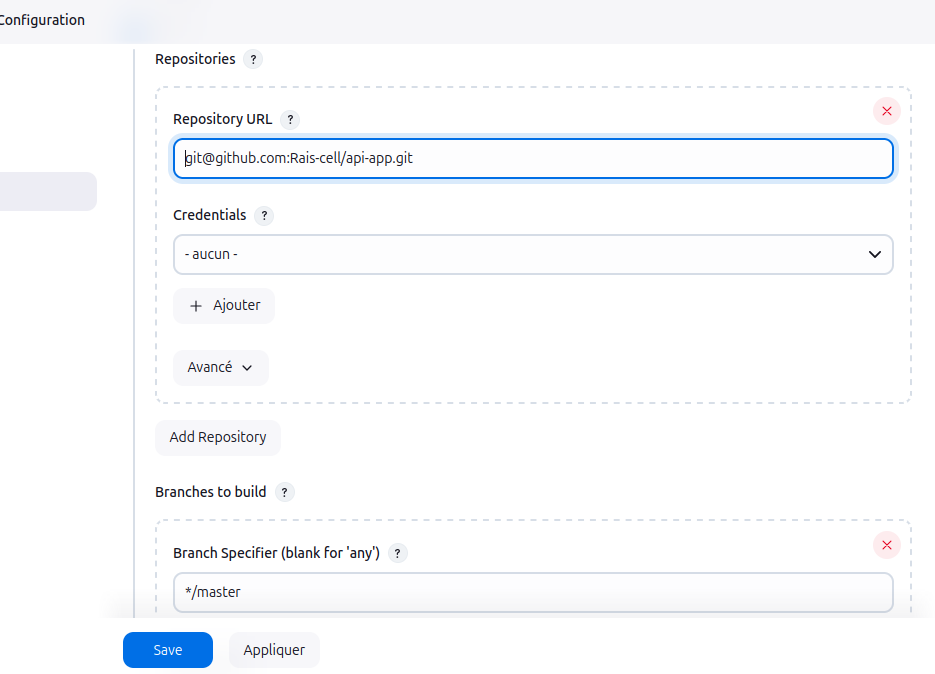 Configuration
Repositories ?
Repository URL ?
git@github.com:Rais-cell/api-app.git
Credentials ?
- aucun -
+ Ajouter
Avancé
Add Repository
Branches to build ?
Branch Specifier (blank for 'any') ?
*/master
Save Appliquer